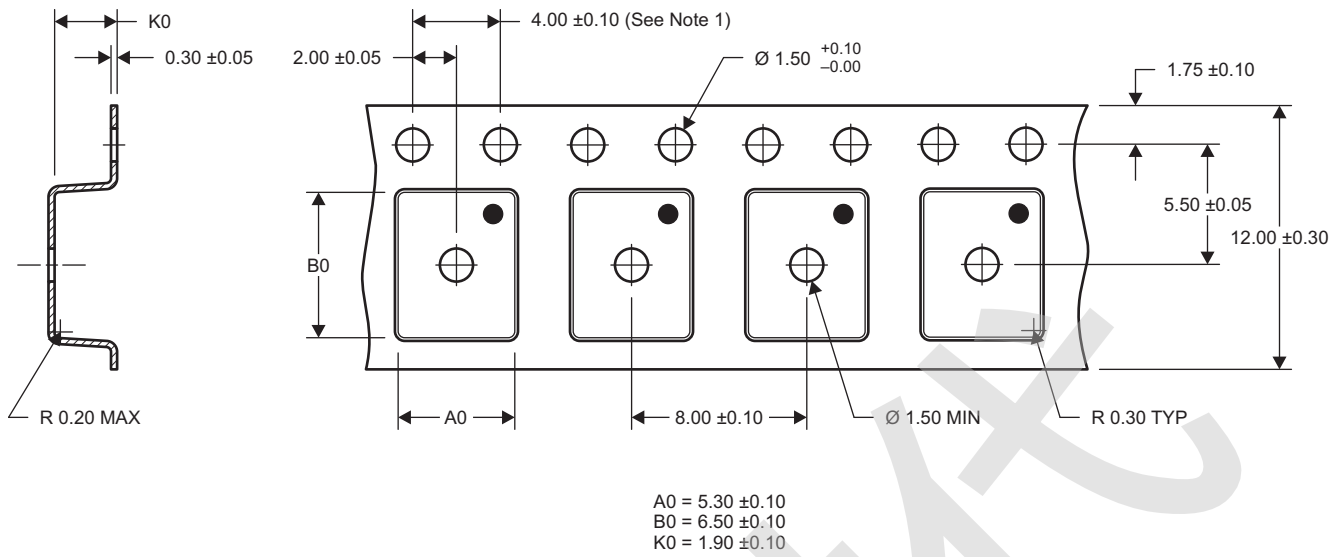 K0
4.00 ±0.10 (See Note 1)
0.30 ±0.05
2.00 ±0.05
Ø 1.50 +0.10
–0.00
1.75 ±0.10
5.50 ±0.05
12.00 ±0.30
B0
R 0.20 MAX
A0
8.00 ±0.10
Ø 1.50 MIN
R 0.30 TYP
A0 = 5.30 ±0.10
B0 = 6.50 ±0.10
K0 = 1.90 ±0.10
代